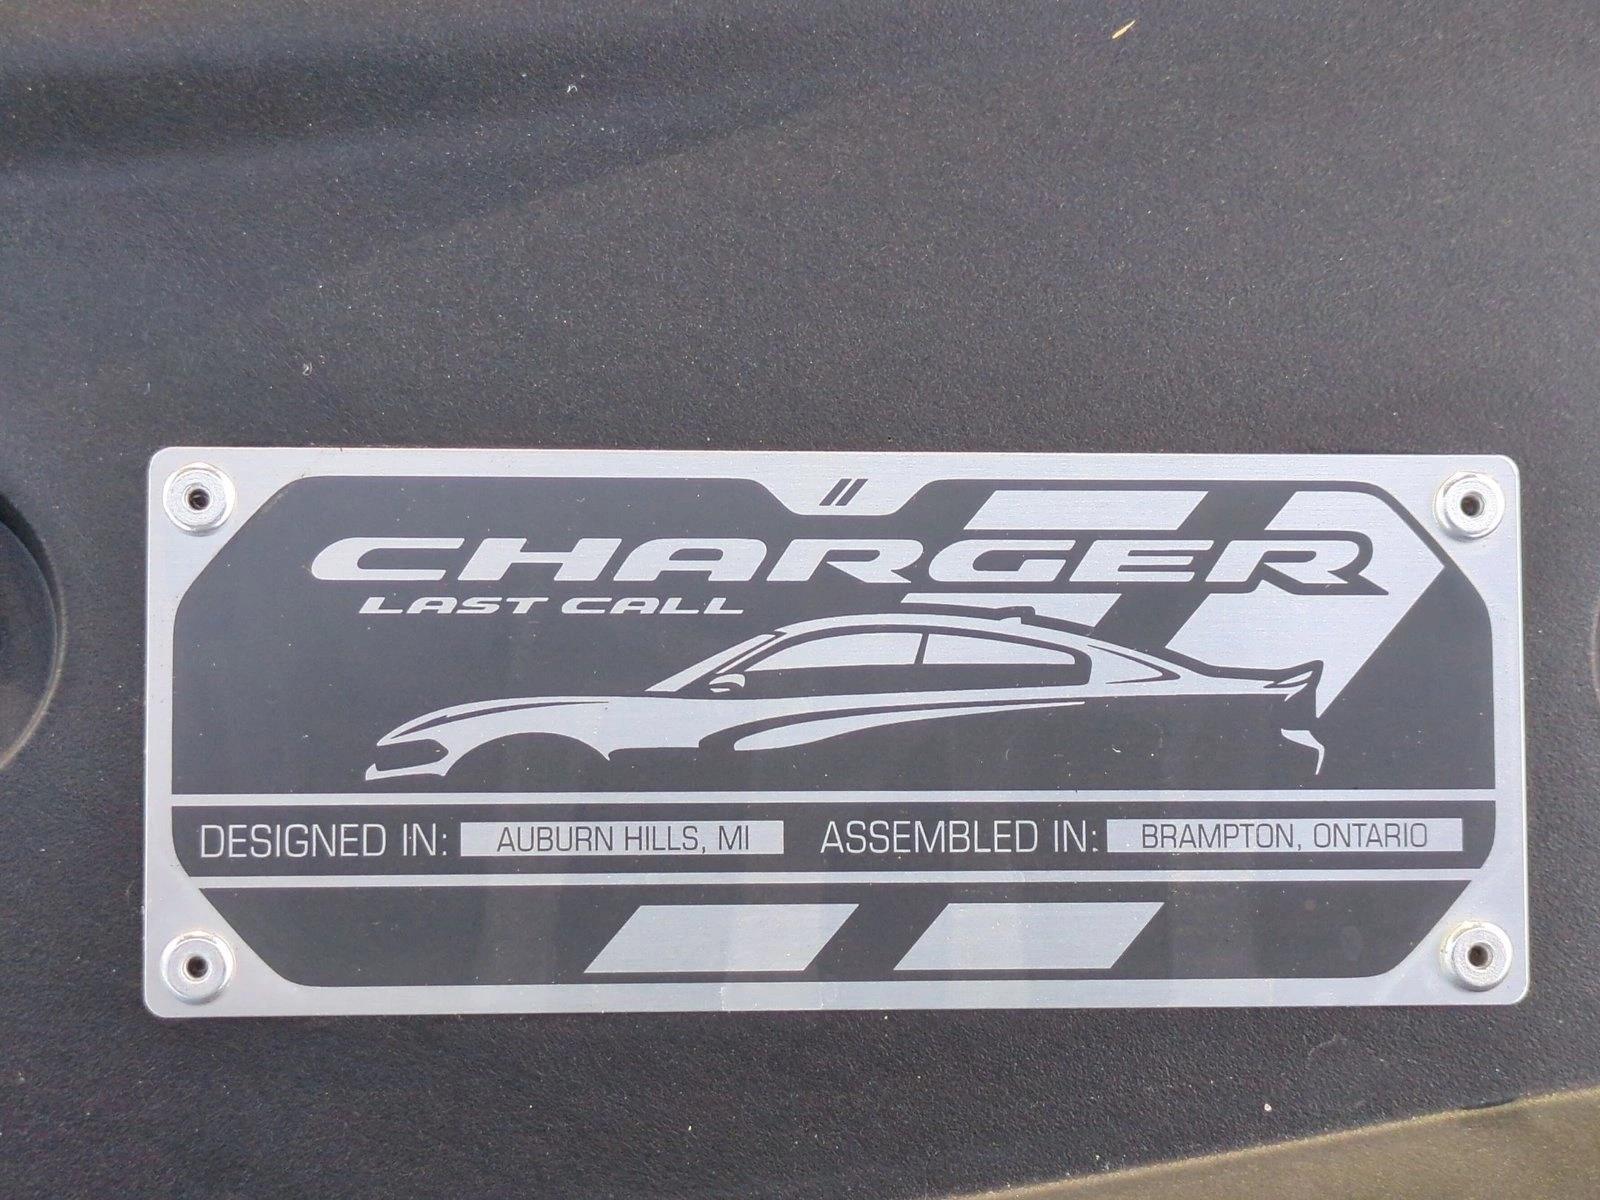 CHARGER
LAST CALL
DESIGNED IN: AUBURN HILLS, MI ASSEMBLED IN: BRAMPTON, ONTARIO